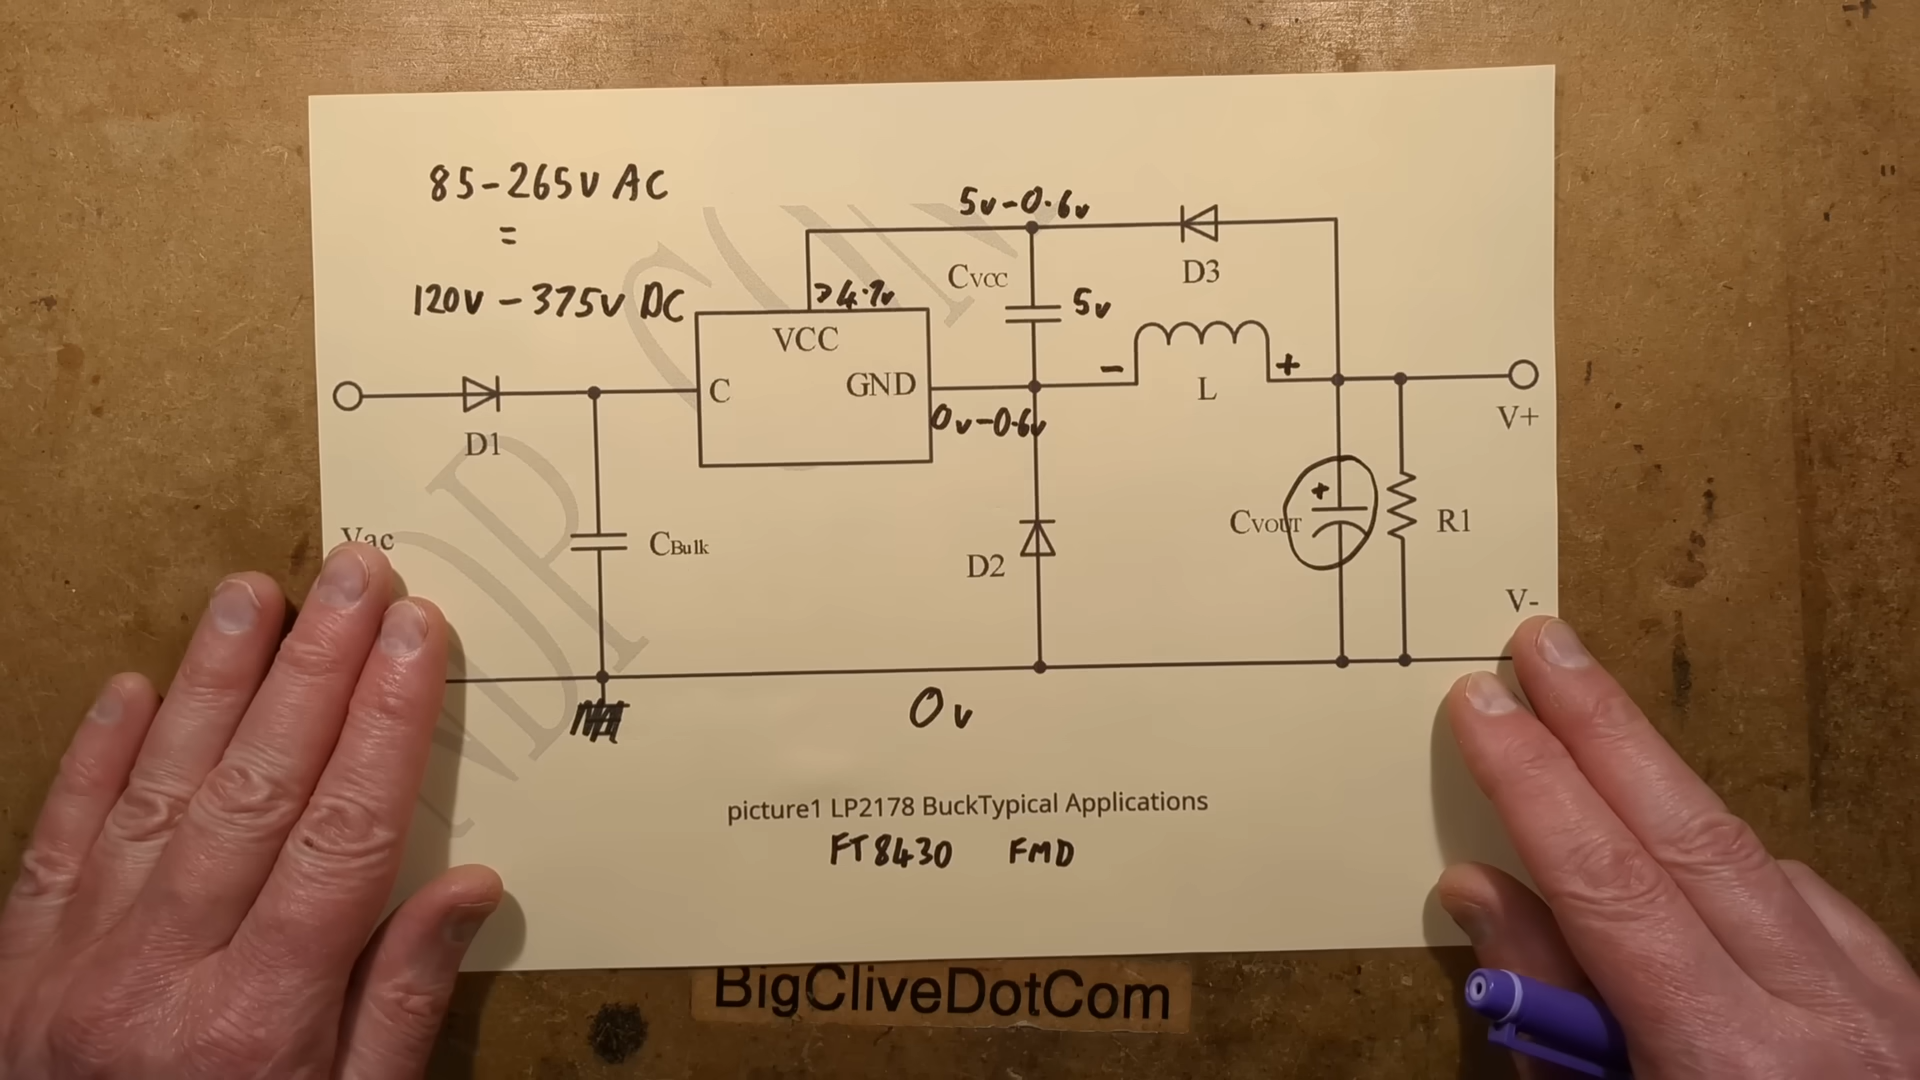 85-265v AC
=
120v - 375v DC
5v-0.6v
D3
CVCC
5v
>4.7v
VCC
C
GND
0v-0.6v
-
+
L
V+
D1
Vac
CBulk
D2
+
CVOUT
R1
V-
0v
picture1 LP2178 BuckTypical Applications
FT8430 FMD
BigCliveDotCom